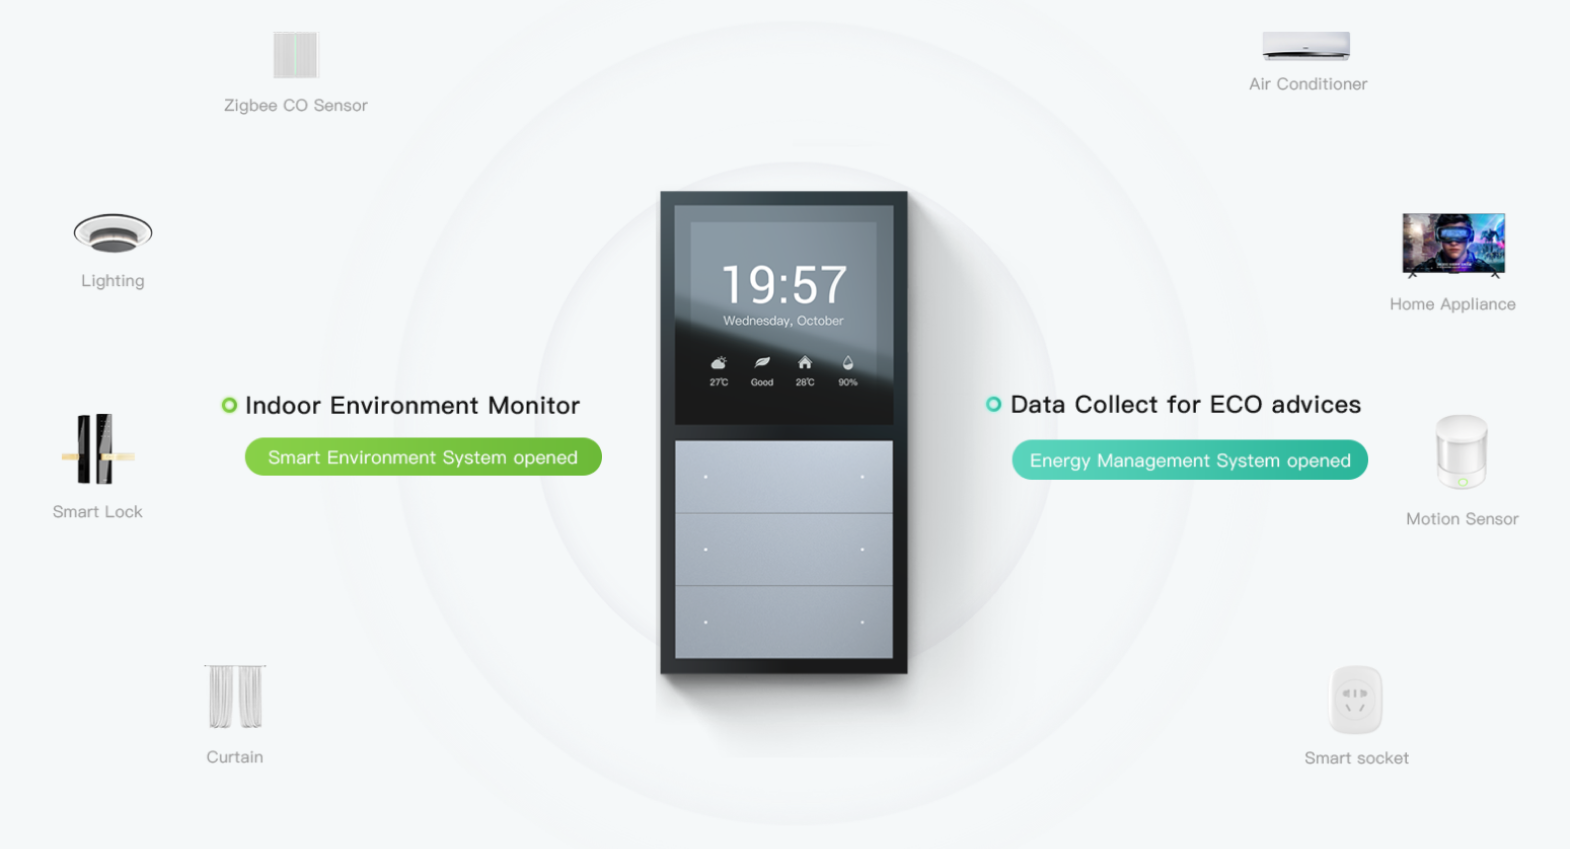 Zigbee CO Sensor
Air Conditioner
Lighting
Home Appliance
19:57
Wednesday, October
27℃ Good 28℃ 90%
Indoor Environment Monitor
Smart Environment System opened
Data Collect for ECO advices
Energy Management System opened
Smart Lock
Motion Sensor
Curtain
Smart socket